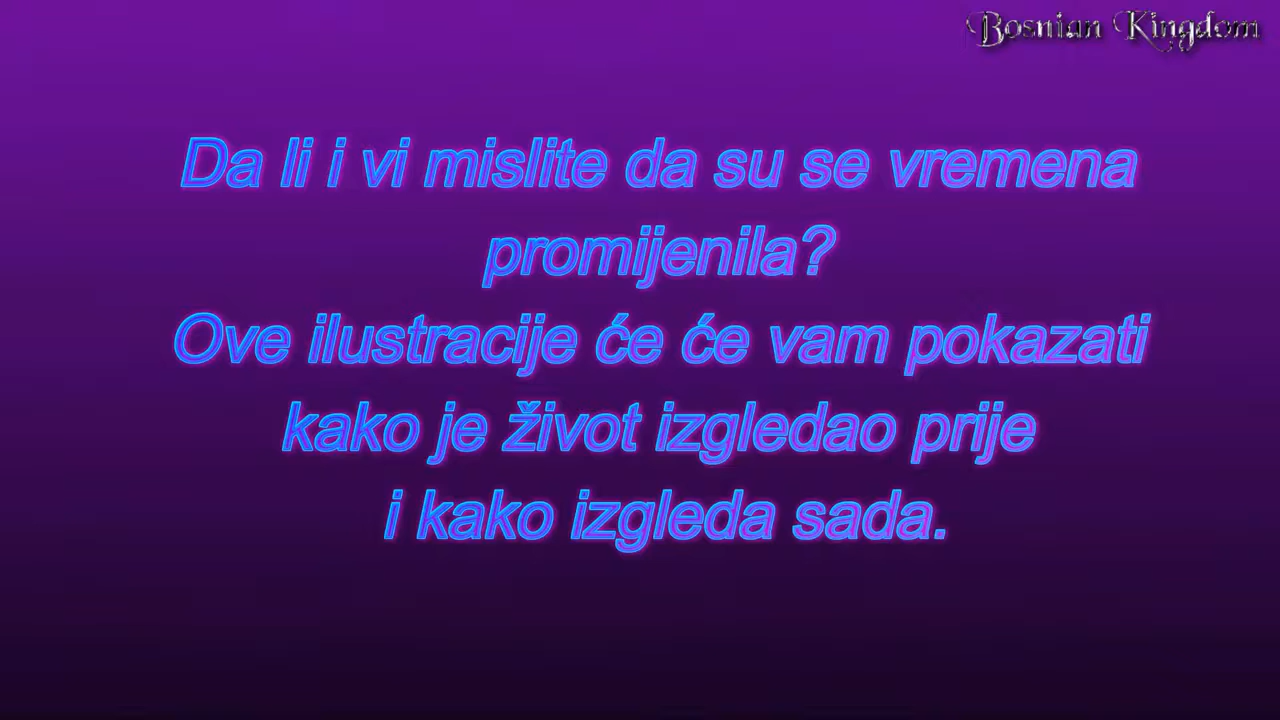 Bosnian Kingdom
Da li i vi mislite da su se vremena
promijenila?
Ove ilustracije će će vam pokazati
kako je život izgledao prije
i kako izgleda sada.